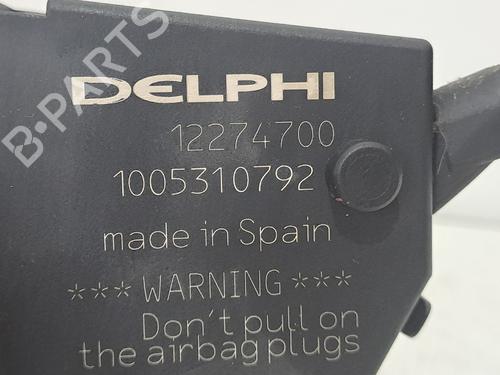 B-PARTS
DELPHI
12274700
1005310792
made in Spain
*** WARNING ***
Don't pull on
the airbag plugs